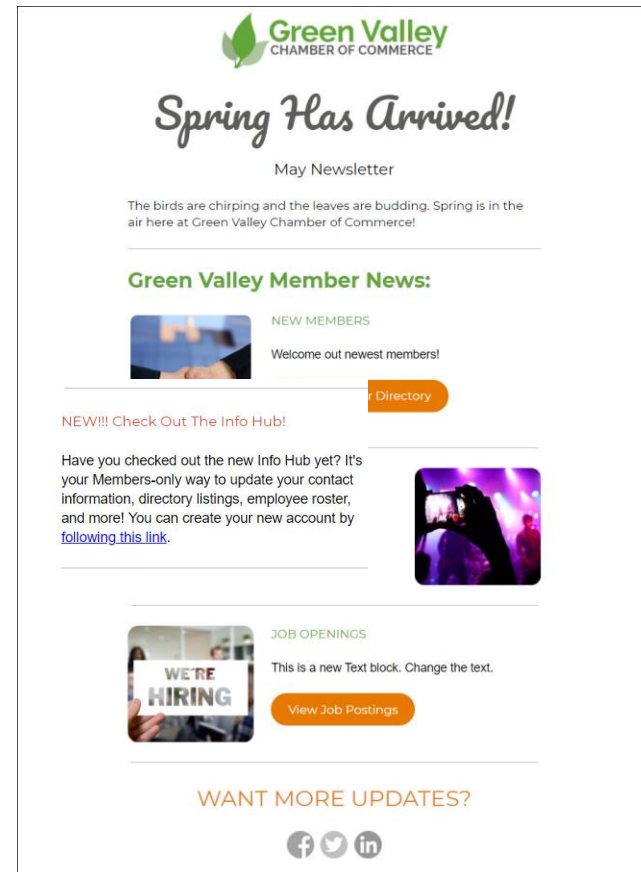 Green Valley
CHAMBER OF COMMERCE
Spring Has Arrived!
May Newsletter
The birds are chirping and the leaves are budding. Spring is in the
air here at Green Valley Chamber of Commerce!
Green Valley Member News:
NEW MEMBERS
Welcome out newest members!
Directory
NEW!!! Check Out The Info Hub!
Have you checked out the new Info Hub yet? It's
your Members-only way to update your contact
information, directory listings, employee roster,
and more! You can create your new account by
following this link.
JOB OPENINGS
WE'RE
HIRING
This is a new Text block. Change the text.
View Job Postings
WANT MORE UPDATES?